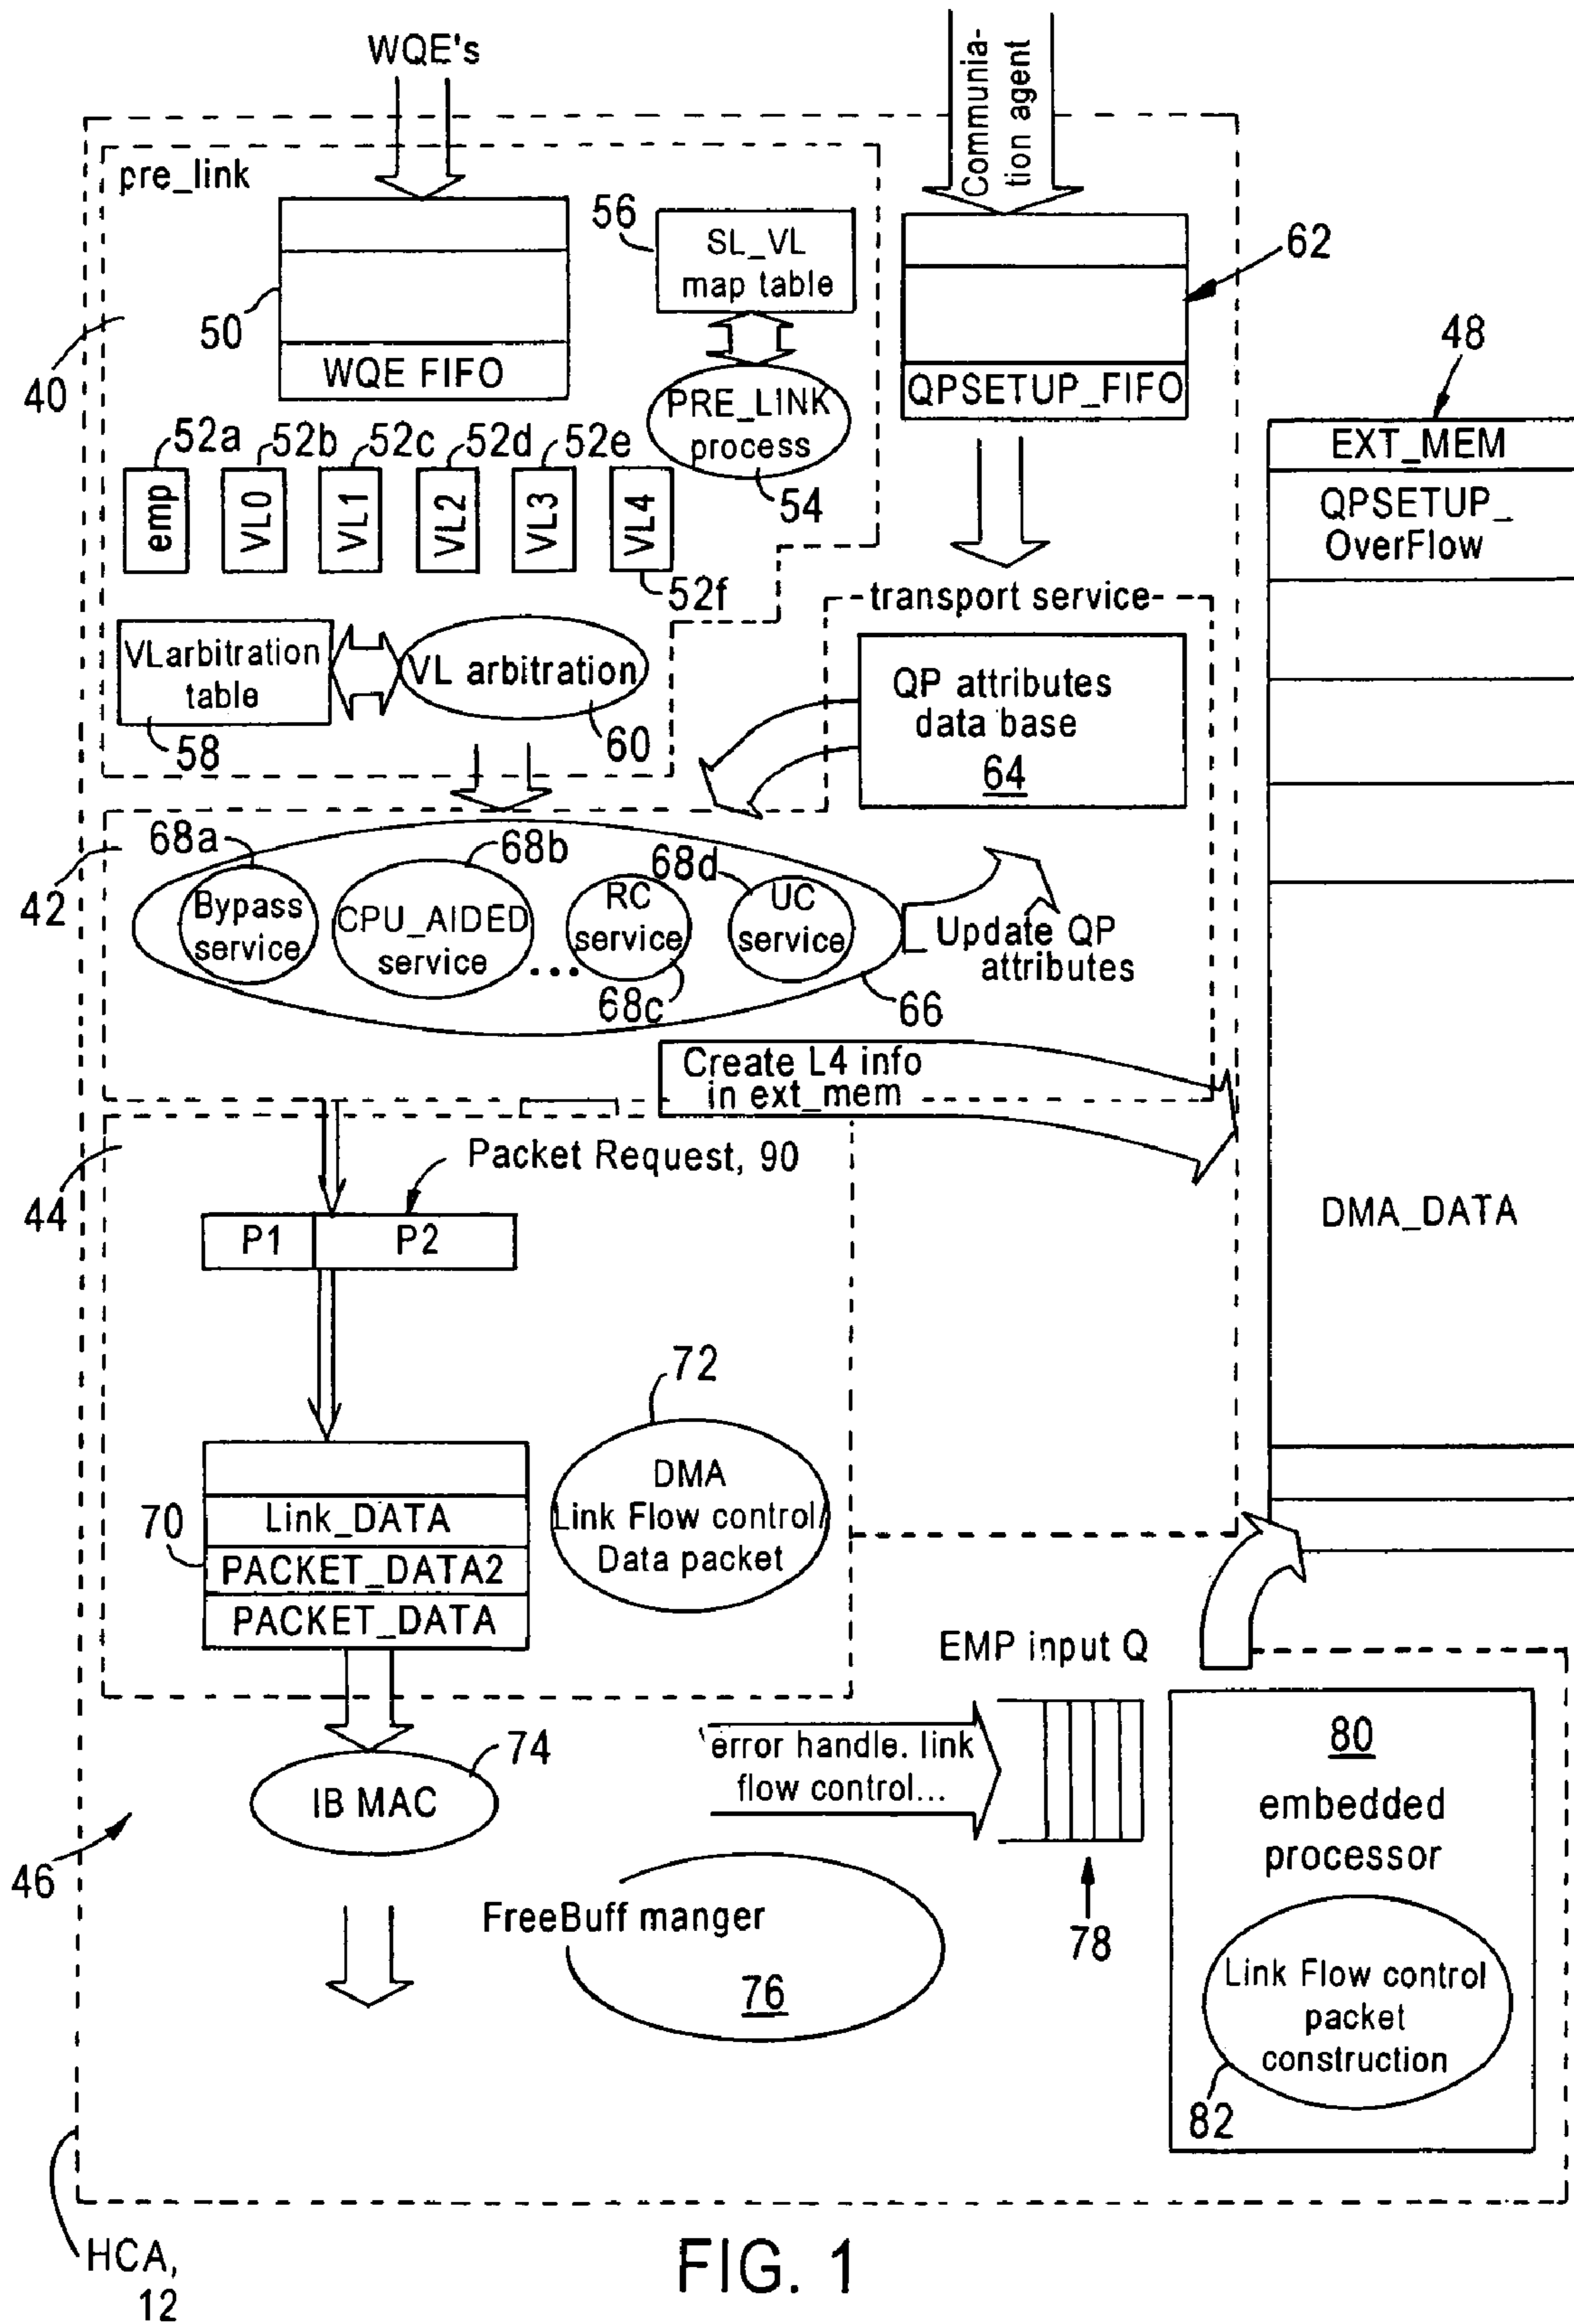 WQE's
Communia-
tion agent
pre_link
56
SL_VL
map table
62
50
WQE FIFO
PRE_LINK
process
54
QPSETUP_FIFO
40
48
EXT_MEM
QPSETUP_
OverFlow
DMA_DATA
52a
52b
52c
52d
52e
emp
VL0
VL1
VL2
VL3
VL4
52f
transport service
VLarbitration
table
58
VL arbitration
60
QP attributes
data base
64
42
68a
68b
68d
Bypass
service
CPU_AIDED
service
...
RC
service
68c
UC
service
66
Update QP
attributes
Create L4 info
in ext_mem
44
Packet Request, 90
P1
P2
72
DMA
Link Flow control/
Data packet
70
Link_DATA
PACKET_DATA2
PACKET_DATA
EMP input Q
74
IB MAC
error handle. link
flow control...
78
80
embedded
processor
Link Flow control
packet
construction
82
46
FreeBuff manger
76
HCA,
12
FIG. 1